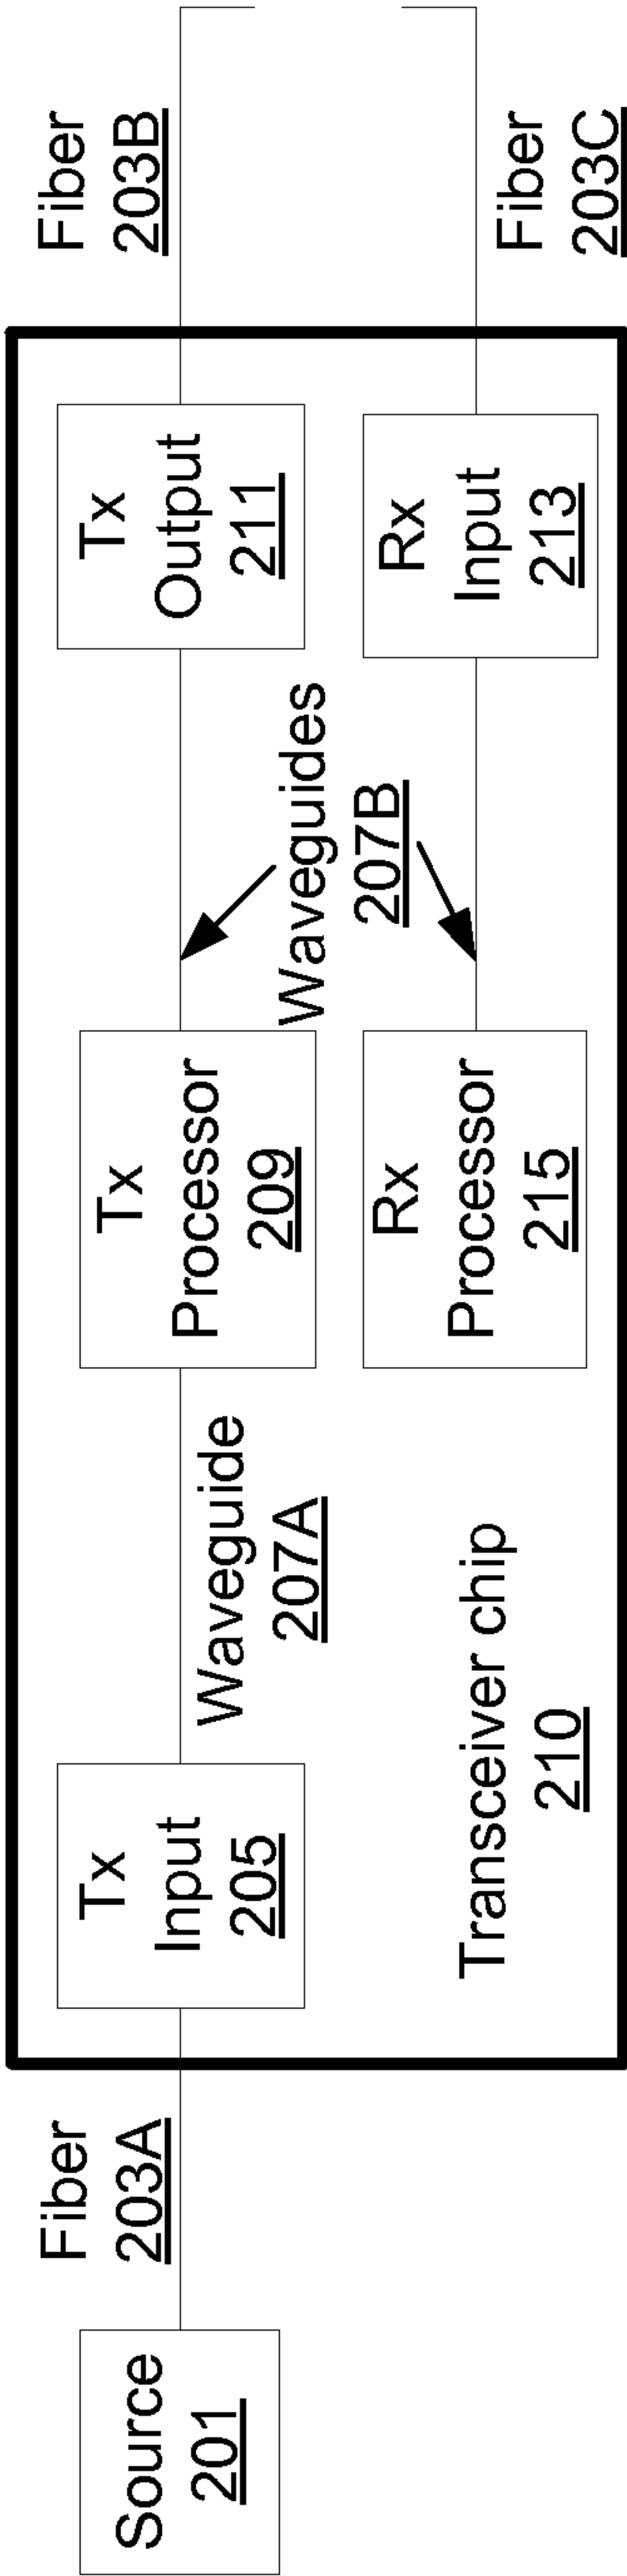 Source
201
Fiber
203A
Tx
Input
205
Waveguide
207A
Tx
Processor
209
Waveguides
207B
Tx
Output
211
Fiber
203B
Transceiver chip
210
Rx
Processor
215
Rx
Input
213
Fiber
203C